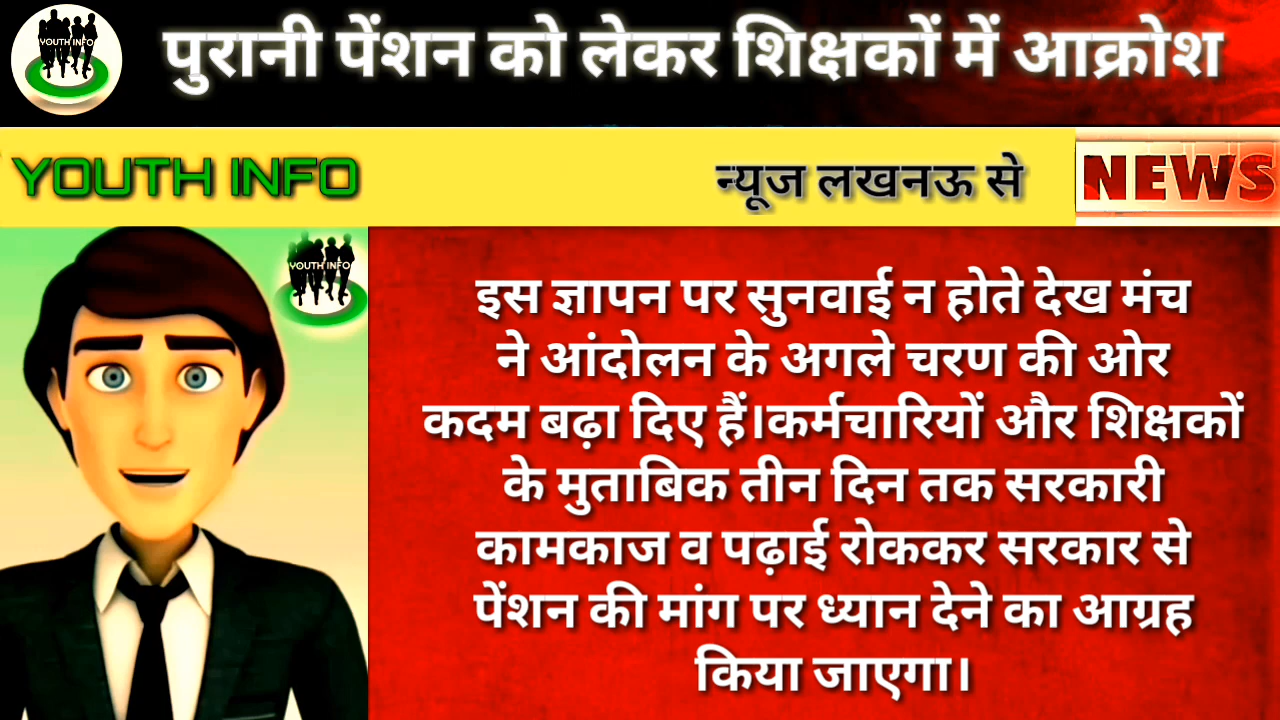 YOUTH INFO
पुरानी पेंशन को लेकर शिक्षकों में आक्रोश
YOUTH INFO
न्यूज लखनऊ से
NEWS
YOUTH INFO
इस ज्ञापन पर सुनवाई न होते देख मंच
ने आंदोलन के अगले चरण की ओर
कदम बढ़ा दिए हैं।कर्मचारियों और शिक्षकों
के मुताबिक तीन दिन तक सरकारी
कामकाज व पढ़ाई रोककर सरकार से
पेंशन की मांग पर ध्यान देने का आग्रह
किया जाएगा।